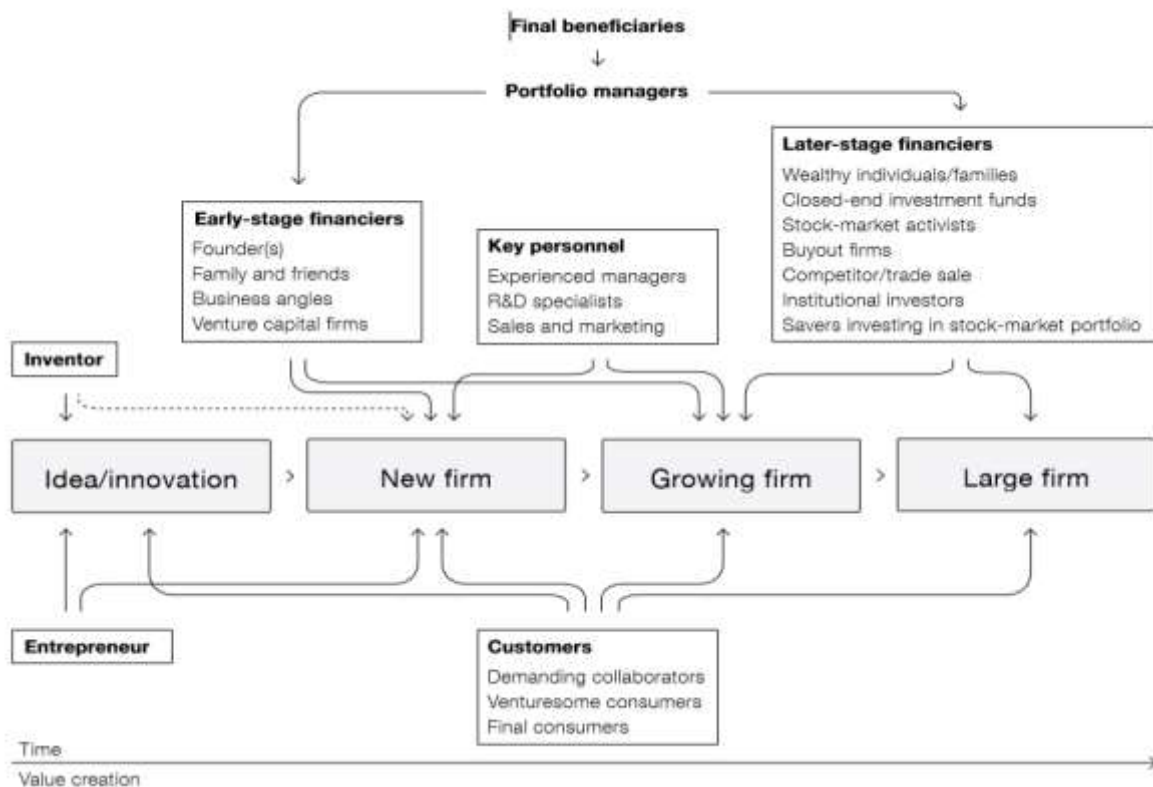 Final beneficiaries
Portfolio managers
Later-stage financiers
Wealthy individuals/families
Closed-end investment funds
Stock-market activists
Buyout firms
Competitor/trade sale
Institutional investors
Savers investing in stock-market portfolio
Early-stage financiers
Founder(s)
Family and friends
Business angles
Venture capital firms
Key personnel
Experienced managers
R&D specialists
Sales and marketing
Inventor
Idea/innovation > New firm > Growing firm > Large firm
Entrepreneur
Customers
Demanding collaborators
Venturesome consumers
Final consumers
Time
Value creation